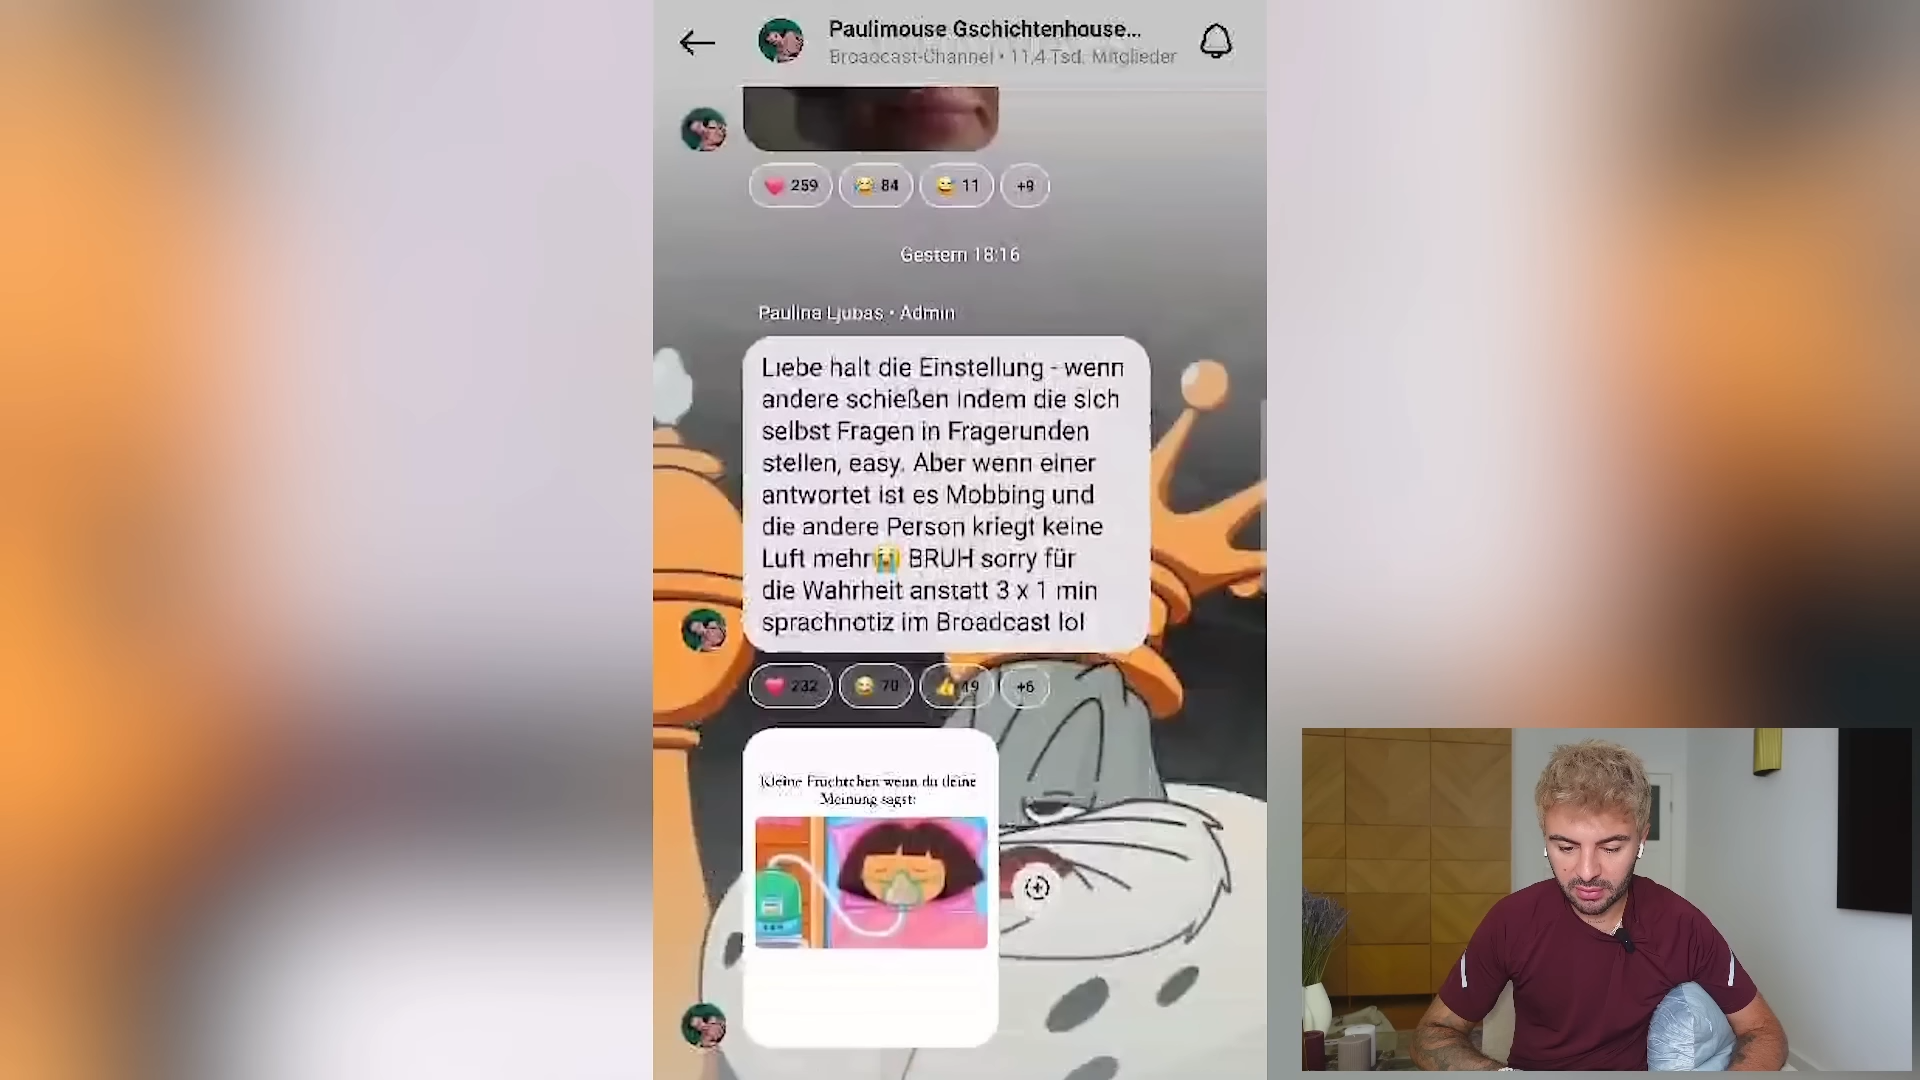 Paulimouse Gschichtenhouse...
Broadcast-Channel • 11,4 Tsd. Mitglieder
259
84
11
+9
Gestern 18:16
Paulina Ljubas • Admin
Liebe halt die Einstellung - wenn
andere schießen indem die sich
selbst Fragen in Fragerunden
stellen, easy. Aber wenn einer
antwortet ist es Mobbing und
die andere Person kriegt keine
Luft mehr😭 BRUH sorry für
die Wahrheit anstatt 3 x 1 min
sprachnotiz im Broadcast lol
232
70
19
+6
Kleine Früchtchen wenn du deine
Meinung sagst: